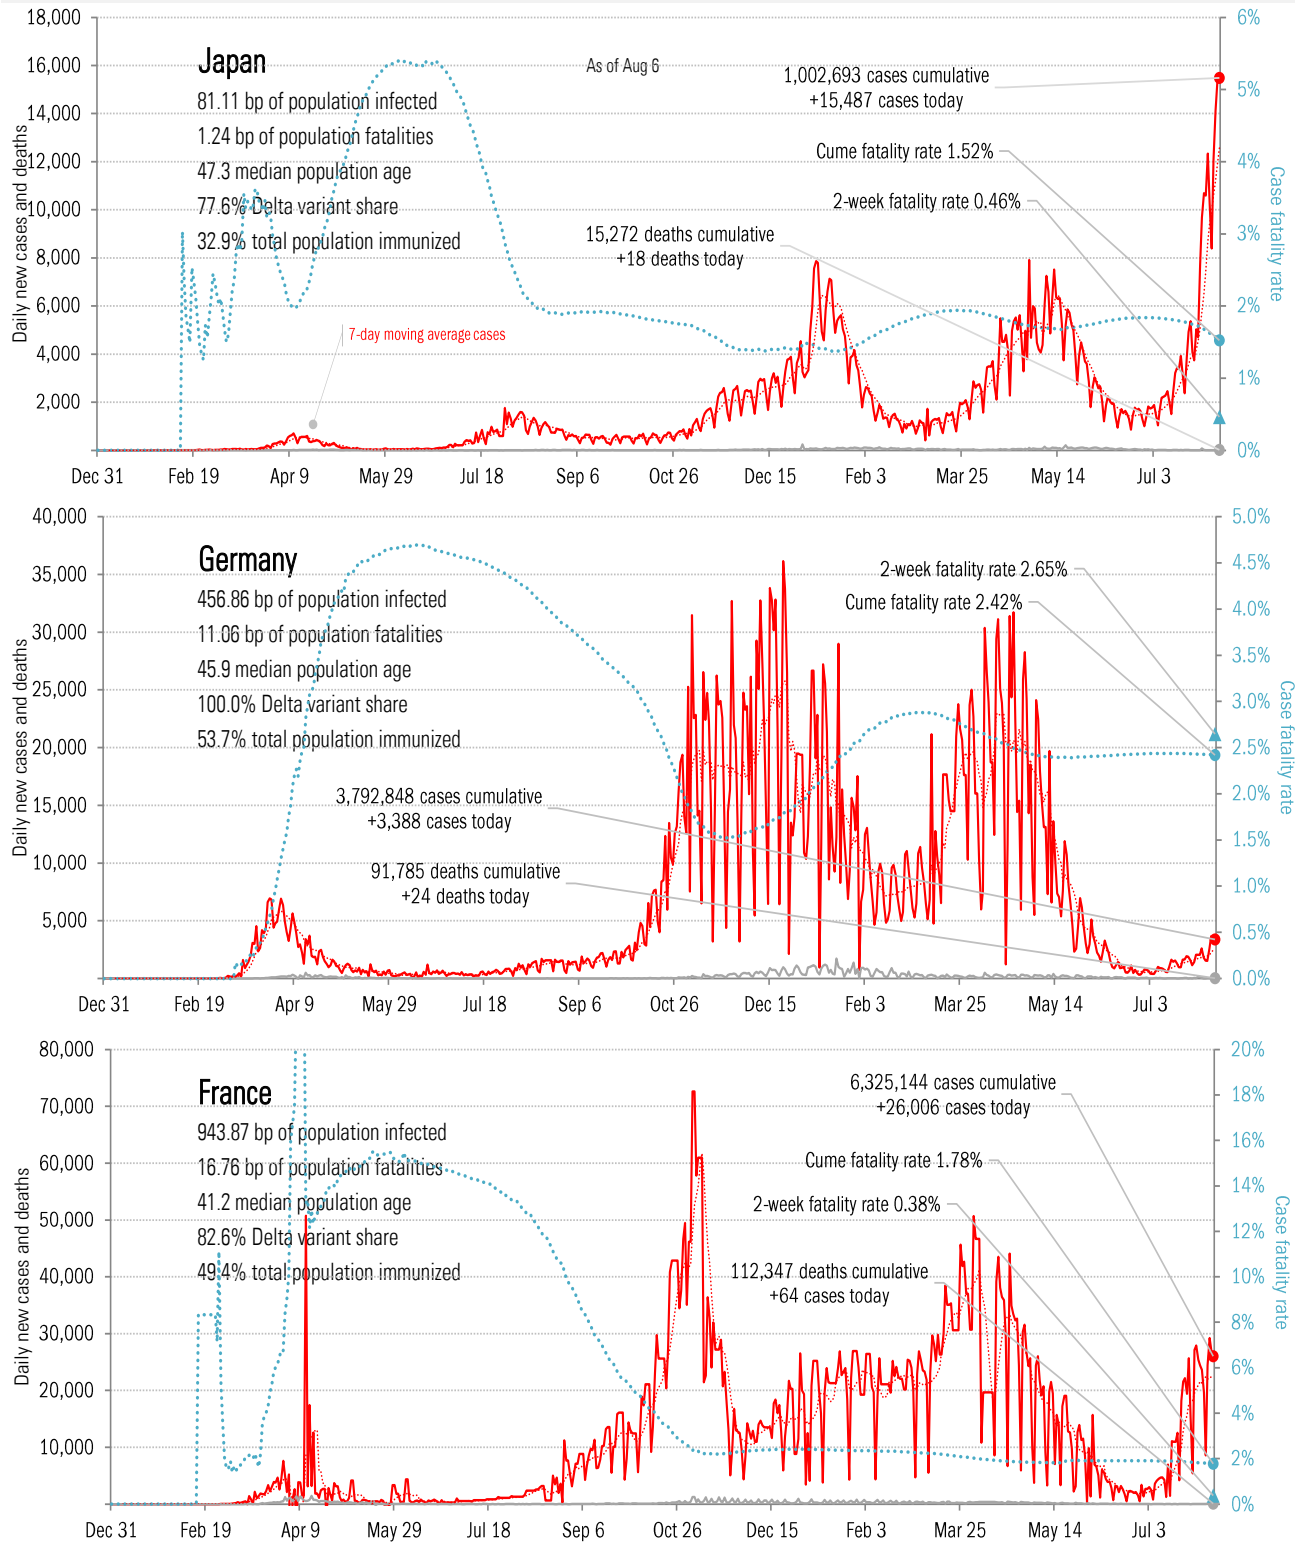 18,000
16,000
14,000
12,000
10,000
8,000
6,000
4,000
2,000
Daily new cases and deaths
Japan
81.11 bp of population infected
1.24 bp of population fatalities
47.3 median population age
77.6% Delta variant share
32.9% total population immunized
As of Aug 6
1,002,693 cases cumulative
+15,487 cases today
Cume fatality rate 1.52%
2-week fatality rate 0.46%
15,272 deaths cumulative
+18 deaths today
7-day moving average cases
6%
5%
4%
3%
2%
1%
0%
Case fatality rate
Dec 31 Feb 19 Apr 9 May 29 Jul 18 Sep 6 Oct 26 Dec 15 Feb 3 Mar 25 May 14 Jul 3
40,000
35,000
30,000
25,000
20,000
15,000
10,000
5,000
Daily new cases and deaths
Germany
456.86 bp of population infected
11.06 bp of population fatalities
45.9 median population age
100.0% Delta variant share
53.7% total population immunized
2-week fatality rate 2.65%
Cume fatality rate 2.42%
3,792,848 cases cumulative
+3,388 cases today
91,785 deaths cumulative
+24 deaths today
5.0%
4.5%
4.0%
3.5%
3.0%
2.5%
2.0%
1.5%
1.0%
0.5%
0.0%
Case fatality rate
Dec 31 Feb 19 Apr 9 May 29 Jul 18 Sep 6 Oct 26 Dec 15 Feb 3 Mar 25 May 14 Jul 3
80,000
70,000
60,000
50,000
40,000
30,000
20,000
10,000
Daily new cases and deaths
France
943.87 bp of population infected
16.76 bp of population fatalities
41.2 median population age
82.6% Delta variant share
49.4% total population immunized
6,325,144 cases cumulative
+26,006 cases today
Cume fatality rate 1.78%
2-week fatality rate 0.38%
112,347 deaths cumulative
+64 cases today
20%
18%
16%
14%
12%
10%
8%
6%
4%
2%
0%
Case fatality rate
Dec 31 Feb 19 Apr 9 May 29 Jul 18 Sep 6 Oct 26 Dec 15 Feb 3 Mar 25 May 14 Jul 3